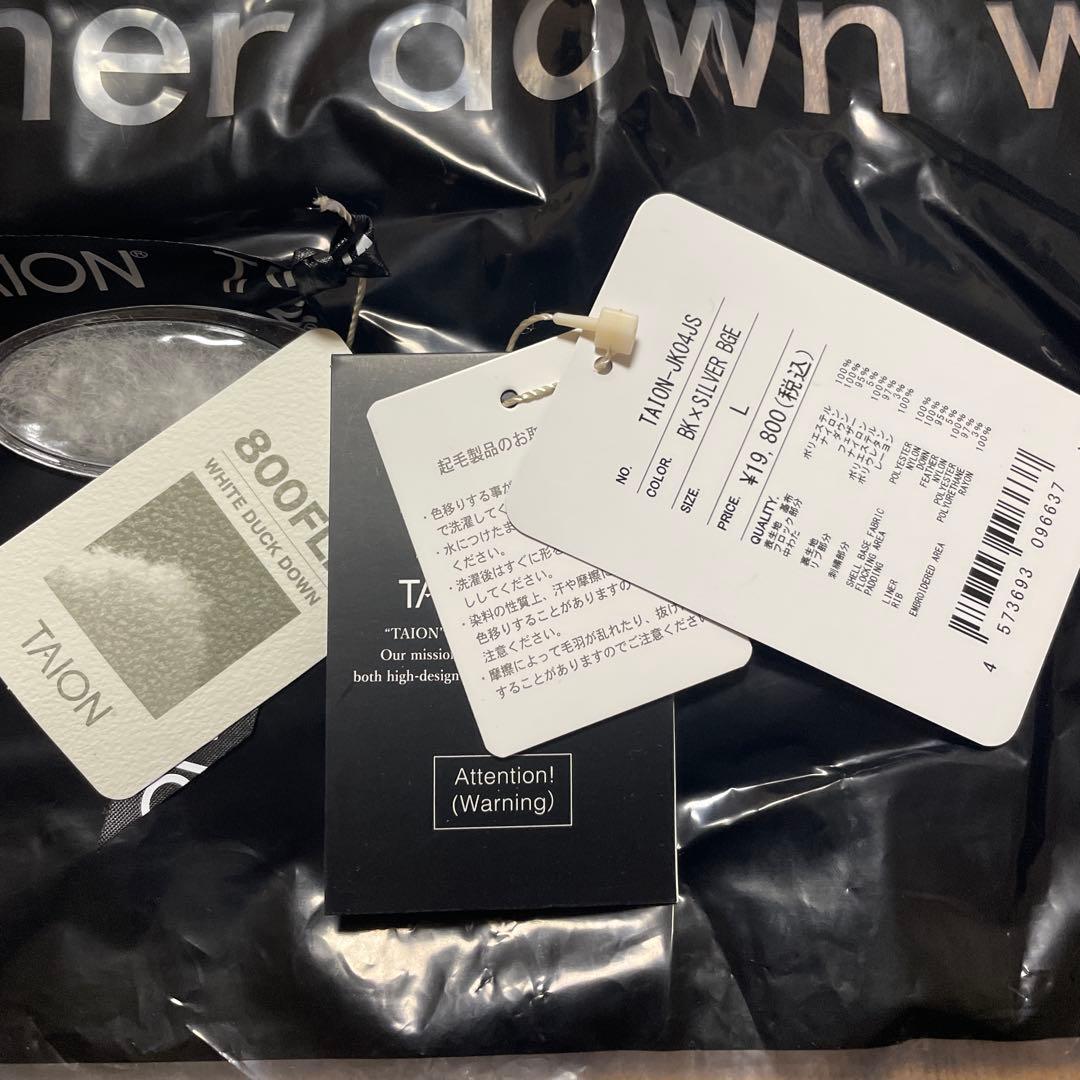 ner down w
TAION®
TAION
800FL
WHITE DUCK DOWN
TAION®
TA
"TAION"
Our mission
both high-design
Attention!
(Warning)
起毛製品のお取
・色移りする事が
で洗濯してく
・水につけたま
ください。
・洗濯後はすぐに形を
ししてください。
・染料の性質上、汗や摩擦に
色移りすることがありますの
注意ください。
・摩擦によって毛羽が乱れたり、抜け
することがありますのでご注意ください
NO. TAION-JK04JS
COLOR. BK×SILVER BGE
SIZE. L
PRICE. ¥19,800(税込)
QUALITY.
表生地 基布 ポリエステル 100%
フロック部分 ナイロン 100%
中わた ダウン 95%
フェザー 5%
裏生地 ナイロン 100%
リブ部分 ポリエステル 97%
ポリウレタン 3%
刺繍部分 レーヨン 100%
SHELL BASE FABRIC POLYESTER 100%
FLOCKING AREA NYLON 100%
PADDING DOWN 95%
FEATHER 5%
LINER NYLON 100%
RIB POLYESTER 97%
POLYURETHANE 3%
EMBROIDERED AREA RAYON 100%
4 573693 096637